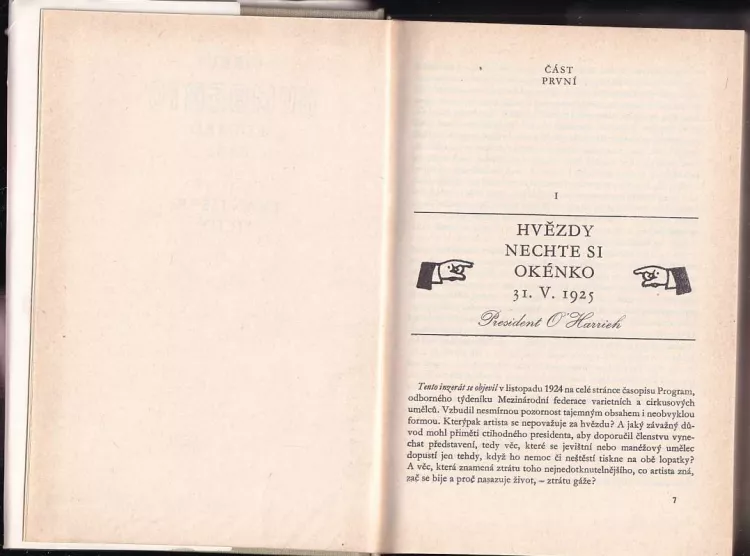 ČÁST
PRVNÍ
I
HVĚZDY
NECHTE SI
OKÉNKO
31. V. 1925
President O'Harrieh
Tento inzerát se objevil v listopadu 1924 na celé stránce časopisu Program,
odborného týdeníku Mezinárodní federace varietních a cirkusových
umělců. Vzbudil nesmírnou pozornost tajemným obsahem i neobvyklou
formou. Kterýpak artista se nepovažuje za hvězdu? A jaký závažný dů-
vod mohl přiměti ctihodného presidenta, aby doporučil členstvu vyne-
chat představení, tedy věc, které se jevištní nebo manéžový umělec
dopustí jen tehdy, když ho nemoc či neštěstí tiskne na obě lopatky?
A věc, která znamená ztrátu toho nejnedotknutelnějšího, co artista zná,
zač se bije a proč nasazuje život, – ztrátu gáže?
7